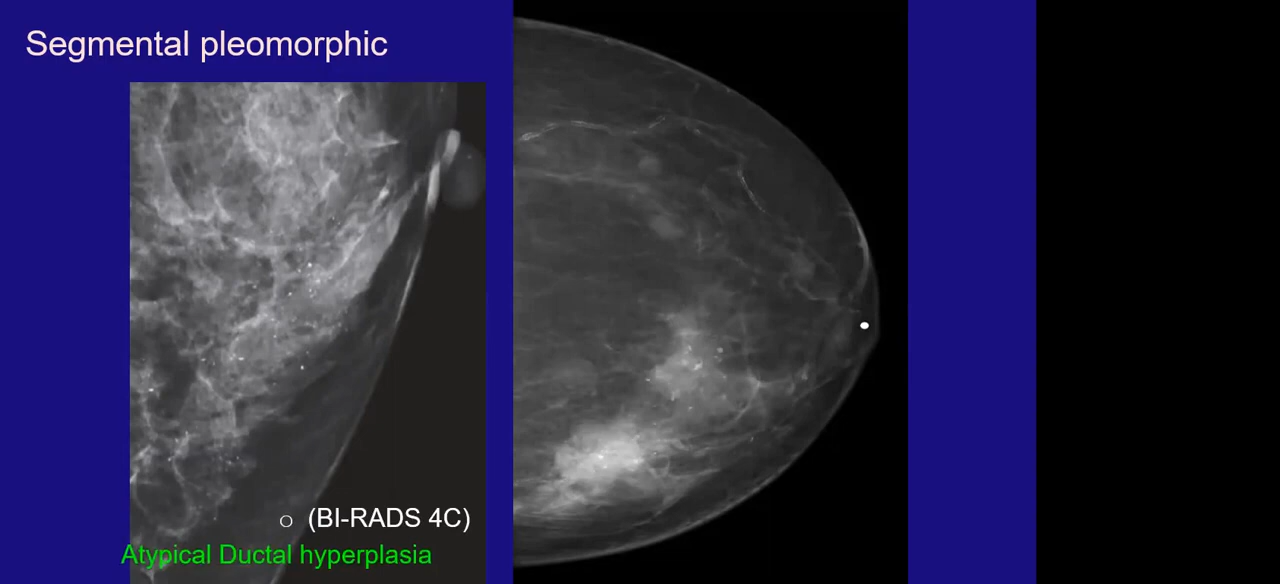 Segmental pleomorphic
○ (BI-RADS 4C)
Atypical Ductal hyperplasia